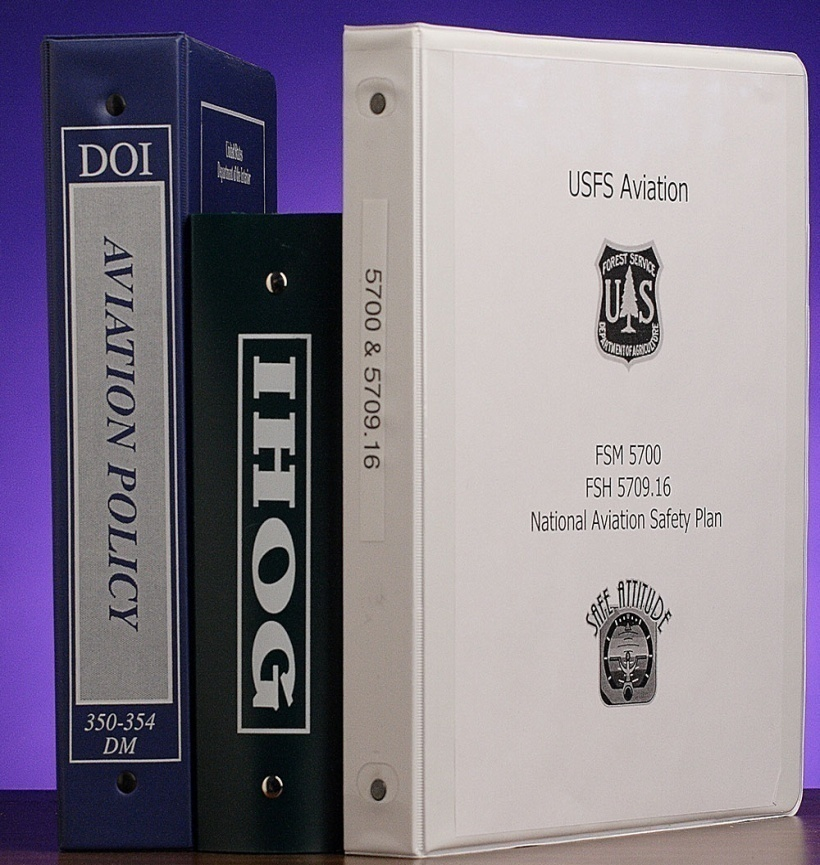 DOI
AVIATION POLICY
350-354
DM
United States
Department of the Interior
IHOG
5700 & 5709.16
USFS Aviation
FOREST SERVICE
U S
DEPARTMENT OF AGRICULTURE
FSM 5700
FSH 5709.16
National Aviation Safety Plan
SAFE ATTITUDE